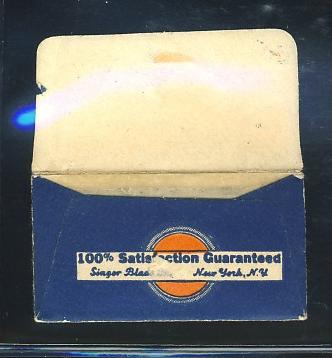 100% Satisfaction Guaranteed
Singer Blade New York, N.Y.